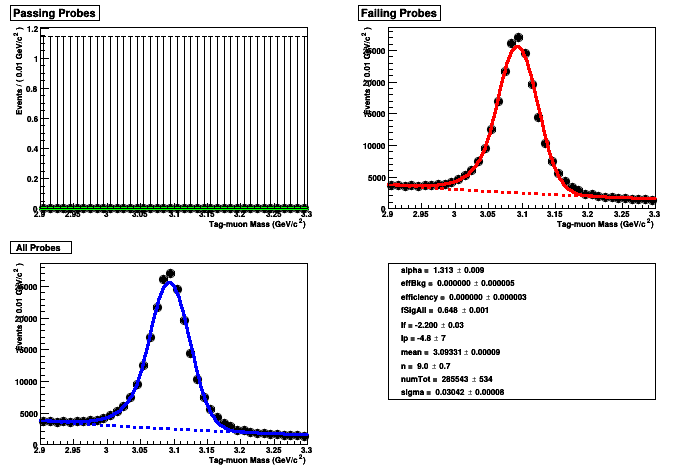 Passing Probes
Events / ( 0.01 GeV/c² )
1.2
1
0.8
0.6
0.4
0.2
0
2.9 2.95 3 3.05 3.1 3.15 3.2 3.25 3.3
Tag-muon Mass (GeV/c²)
Failing Probes
Events / ( 0.01 GeV/c² )
20000
15000
10000
5000
0
2.9 2.95 3 3.05 3.1 3.15 3.2 3.25 3.3
Tag-muon Mass (GeV/c²)
All Probes
Events / ( 0.01 GeV/c² )
15000
10000
5000
0
2.9 2.95 3 3.05 3.1 3.15 3.2 3.25 3.3
Tag-muon Mass (GeV/c²)
alpha = 1.313 ± 0.009
effBkg = 0.000000 ± 0.000005
efficiency = 0.000000 ± 0.000003
fSigAll = 0.648 ± 0.001
lf = -2.200 ± 0.03
lp = -4.8 ± 7
mean = 3.09331 ± 0.00009
n = 9.0 ± 0.7
numTot = 285543 ± 534
sigma = 0.03042 ± 0.00008